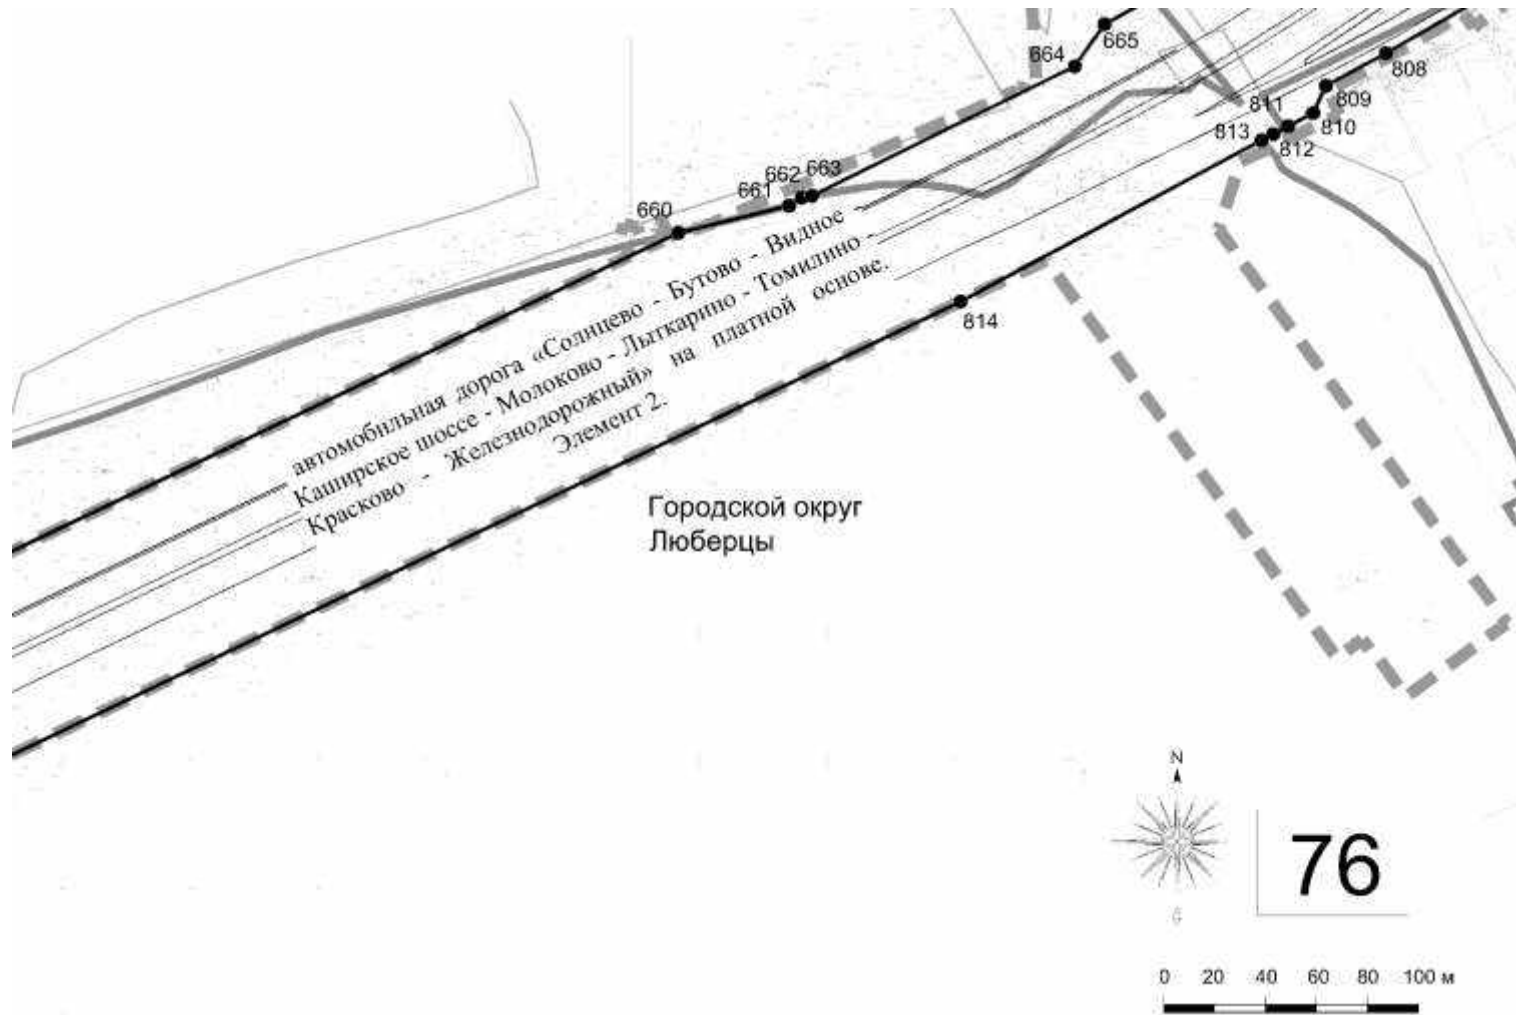 664
665
808
809
811
810
813
812
662
663
661
660
814
автомобильная дорога «Солнцево - Бутово - Видное
Каширское шоссе - Молоково - Лыткарино - Томилино -
Красково - Железнодорожный» на платной основе.
Элемент 2.
Городской округ
Люберцы
N
76
0 20 40 60 80 100 м